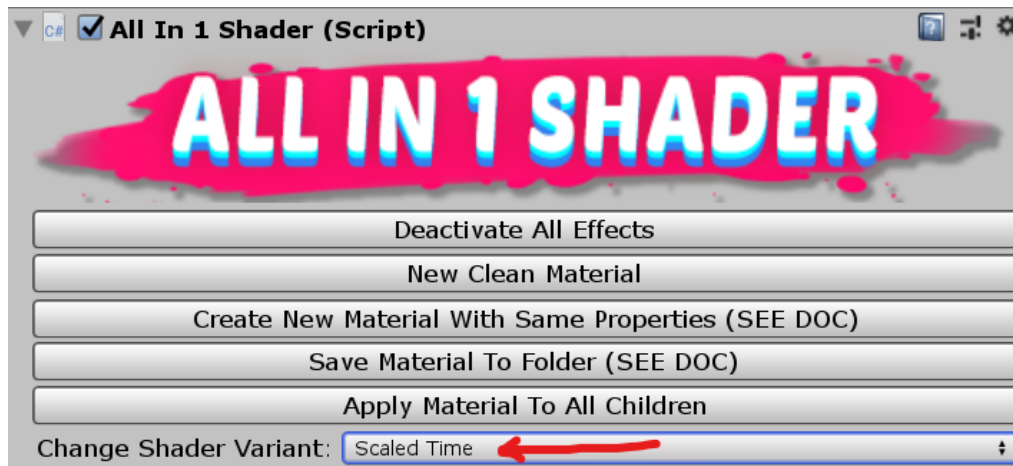 All In 1 Shader (Script)
ALL IN 1 SHADER
Deactivate All Effects
New Clean Material
Create New Material With Same Properties (SEE DOC)
Save Material To Folder (SEE DOC)
Apply Material To All Children
Change Shader Variant: Scaled Time